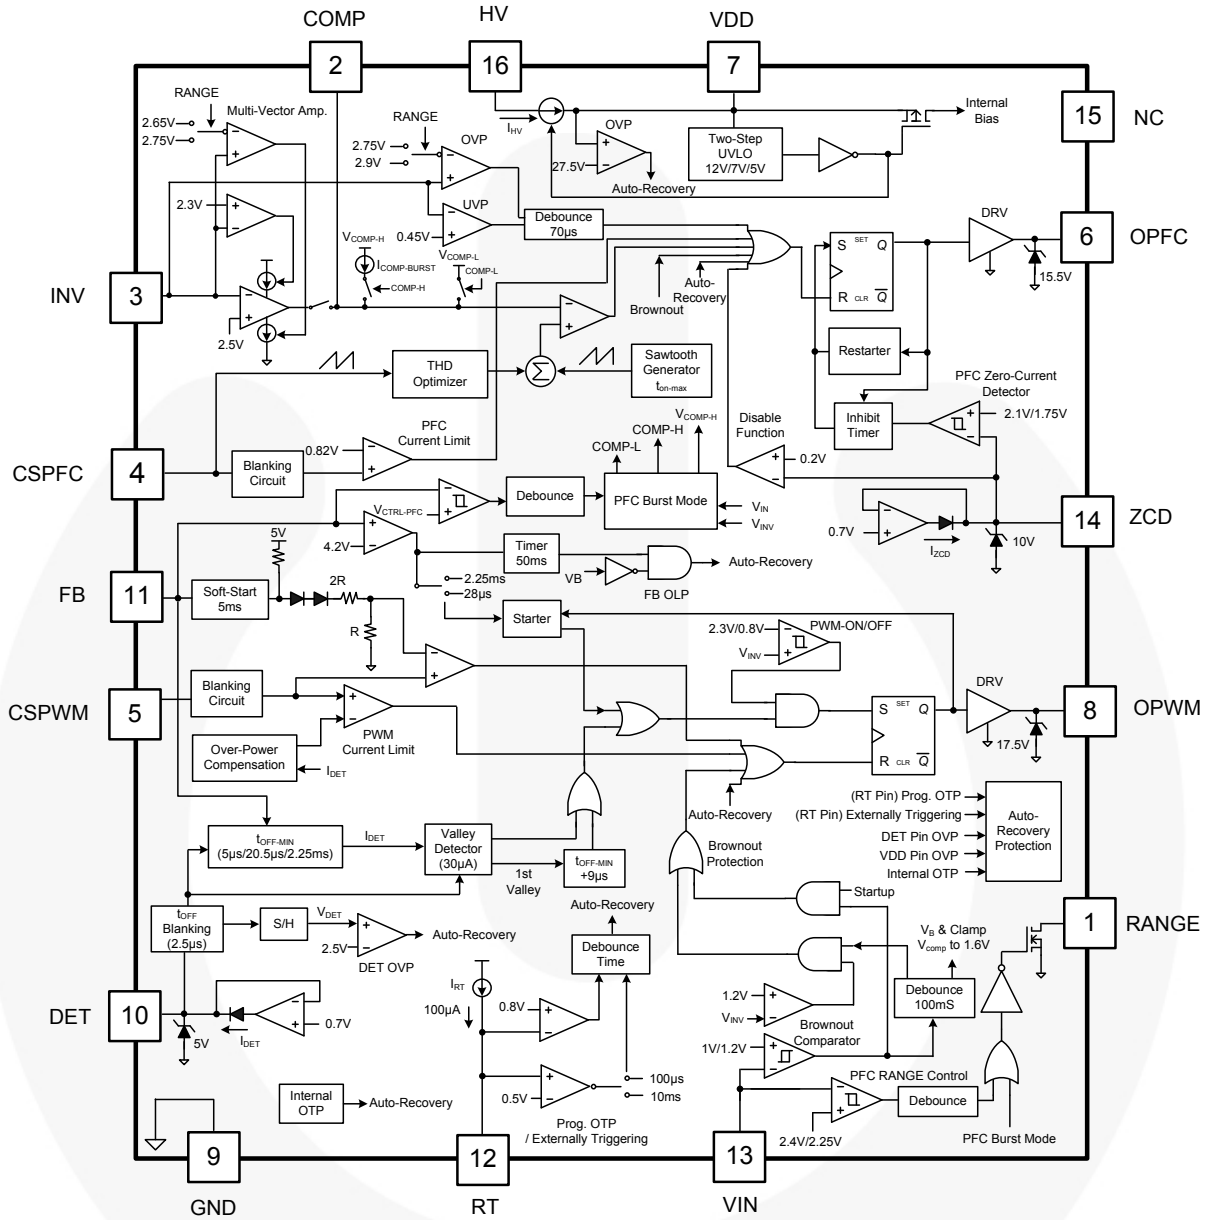 COMP
HV
VDD
2
16
7
RANGE
Multi-Vector Amp.
2.65V
2.75V
RANGE
2.75V
2.9V
OVP
I_HV
OVP
27.5V
Auto-Recovery
Two-Step
UVLO
12V/7V/5V
Internal
Bias
15
NC
2.3V
UVP
0.45V
Debounce
70µs
V_COMP-H
I_COMP-BURST
COMP-H
V_COMP-L
COMP-L
Auto-
Recovery
Brownout
S
SET
Q
R
CLR
Q
DRV
15.5V
6
OPFC
INV
3
2.5V
THD
Optimizer
Σ
Sawtooth
Generator
t_on-max
Restarter
Inhibit
Timer
PFC Zero-Current
Detector
2.1V/1.75V
PFC
Current Limit
0.82V
CSPFC
4
Blanking
Circuit
V_COMP-H
COMP-H
COMP-L
Disable
Function
0.2V
V_CTRL-PFC
Debounce
PFC Burst Mode
V_IN
V_INV
0.7V
I_ZCD
10V
14
ZCD
4.2V
5V
Timer
50ms
VB
FB OLP
Auto-Recovery
FB
11
Soft-Start
5ms
2R
R
2.25ms
28µs
Starter
2.3V/0.8V
PWM-ON/OFF
V_INV
CSPWM
5
Blanking
Circuit
PWM
Current Limit
Over-Power
Compensation
I_DET
S
SET
Q
R
CLR
Q
DRV
17.5V
8
OPWM
Auto-Recovery
(RT Pin) Prog. OTP
(RT Pin) Externally Triggering
DET Pin OVP
VDD Pin OVP
Internal OTP
Auto-
Recovery
Protection
t_OFF-MIN
(5µs/20.5µs/2.25ms)
I_DET
Valley
Detector
(30µA)
1st
Valley
t_OFF-MIN
+9µs
Brownout
Protection
Startup
t_OFF
Blanking
(2.5µs)
S/H
V_DET
2.5V
DET OVP
Auto-Recovery
Auto-Recovery
Debounce
Time
V_B & Clamp
V_comp to 1.6V
1
RANGE
Debounce
100mS
DET
10
5V
I_DET
0.7V
I_RT
100µA
0.8V
1.2V
V_INV
Brownout
Comparator
1V/1.2V
Internal
OTP
Auto-Recovery
0.5V
100µs
10ms
Prog. OTP
/ Externally Triggering
PFC RANGE Control
Debounce
2.4V/2.25V
PFC Burst Mode
9
12
13
GND
RT
VIN